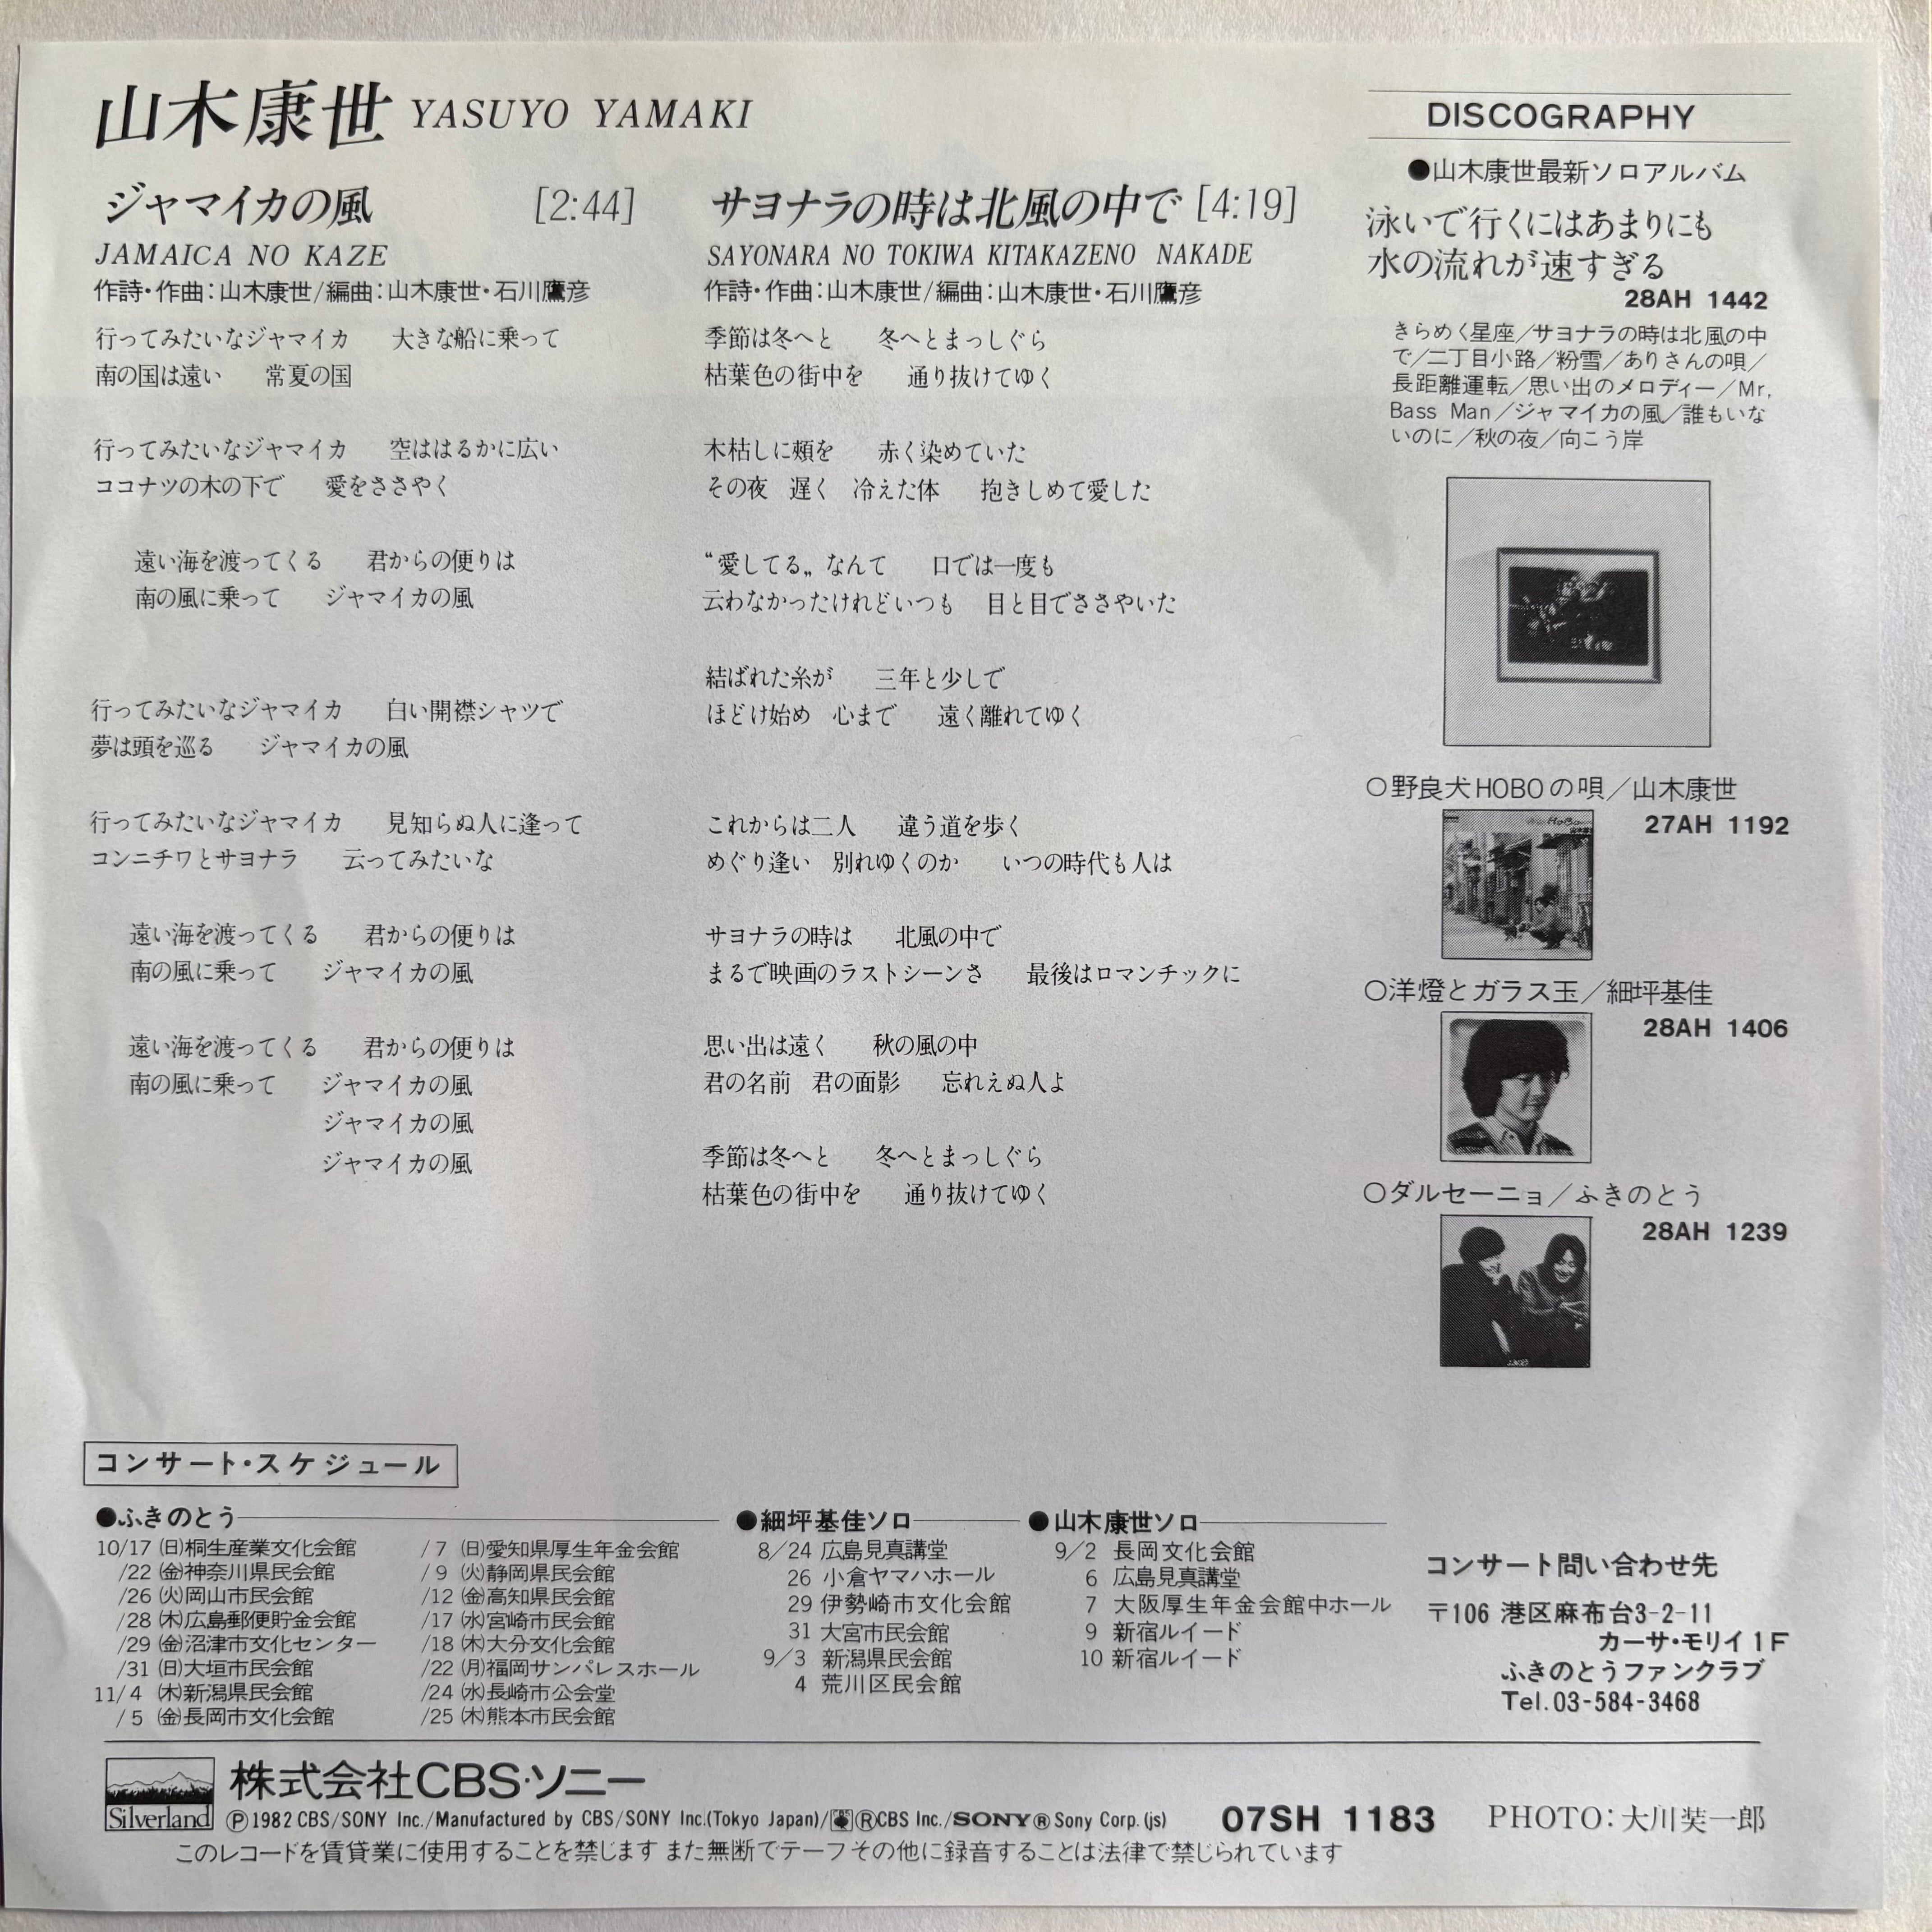 山木康世 YASUYO YAMAKI
ジャマイカの風 [2:44]
JAMAICA NO KAZE
作詩・作曲：山木康世/編曲：山木康世・石川鷹彦
行ってみたいなジャマイカ 大きな船に乗って
南の国は遠い 常夏の国
行ってみたいなジャマイカ 空ははるかに広い
ココナツの木の下で 愛をささやく
遠い海を渡ってくる 君からの便りは
南の風に乗って ジャマイカの風
行ってみたいなジャマイカ 白い開襟シャツで
夢は頭を巡る ジャマイカの風
行ってみたいなジャマイカ 見知らぬ人に逢って
コンニチワとサヨナラ 云ってみたいな
遠い海を渡ってくる 君からの便りは
南の風に乗って ジャマイカの風
遠い海を渡ってくる 君からの便りは
南の風に乗って ジャマイカの風
ジャマイカの風
ジャマイカの風
サヨナラの時は北風の中で [4:19]
SAYONARA NO TOKIWA KITAKAZENO NAKADE
作詩・作曲：山木康世/編曲：山木康世・石川鷹彦
季節は冬へと 冬へとまっしぐら
枯葉色の街中を 通り抜けてゆく
木枯しに頰を 赤く染めていた
その夜 遅く 冷えた体 抱きしめて愛した
“愛してる„なんて 口では一度も
云わなかったけれどいつも 目と目でささやいた
結ばれた糸が 三年と少しで
ほどけ始め 心まで 遠く離れてゆく
これからは二人 違う道を歩く
めぐり逢い 別れゆくのか いつの時代も人は
サヨナラの時は 北風の中で
まるで映画のラストシーンさ 最後はロマンチックに
思い出は遠く 秋の風の中
君の名前 君の面影 忘れえぬ人よ
季節は冬へと 冬へとまっしぐら
枯葉色の街中を 通り抜けてゆく
DISCOGRAPHY
●山木康世最新ソロアルバム
泳いで行くにはあまりにも
水の流れが速すぎる
28AH 1442
きらめく星座／サヨナラの時は北風の中
で／二丁目小路／粉雪／ありさんの唄／
長距離運転／思い出のメロディー／Mr,
Bass Man／ジャマイカの風／誰もいな
いのに／秋の夜／向こう岸
○野良犬HOBOの唄／山木康世
27AH 1192
○洋燈とガラス玉／細坪基佳
28AH 1406
○ダルセーニョ／ふきのとう
28AH 1239
コンサート・スケジュール
●ふきのとう
10/17 ㈰桐生産業文化会館
/22 ㈮神奈川県民会館
/26 ㈫岡山市民会館
/28 ㈭広島郵便貯金会館
/29 ㈮沼津市文化センター
/31 ㈰大垣市民会館
11/4 ㈭新潟県民会館
/5 ㈮長岡市文化会館
/7 ㈰愛知県厚生年金会館
/9 ㈫静岡県民会館
/12 ㈮高知県民会館
/17 ㈬宮崎市民会館
/18 ㈭大分文化会館
/22 ㈪福岡サンパレスホール
/24 ㈬長崎市公会堂
/25 ㈭熊本市民会館
●細坪基佳ソロ
8/24 広島見真講堂
26 小倉ヤマハホール
29 伊勢崎市文化会館
31 大宮市民会館
9/3 新潟県民会館
4 荒川区民会館
●山木康世ソロ
9/2 長岡文化会館
6 広島見真講堂
7 大阪厚生年金会館中ホール
9 新宿ルイード
10 新宿ルイード
コンサート問い合わせ先
〒106 港区麻布台3-2-11
カーサ・モリイ1F
ふきのとうファンクラブ
Tel.03-584-3468
Silverland
株式会社CBS・ソニー
Ⓟ1982 CBS/SONY Inc./Manufactured by CBS/SONY Inc.(Tokyo Japan)/ⓇCBS Inc./SONY®Sony Corp.(js)
07SH 1183
PHOTO：大川奘一郎
このレコードを賃貸業に使用することを禁じます また無断でテープその他に録音することは法律で禁じられています